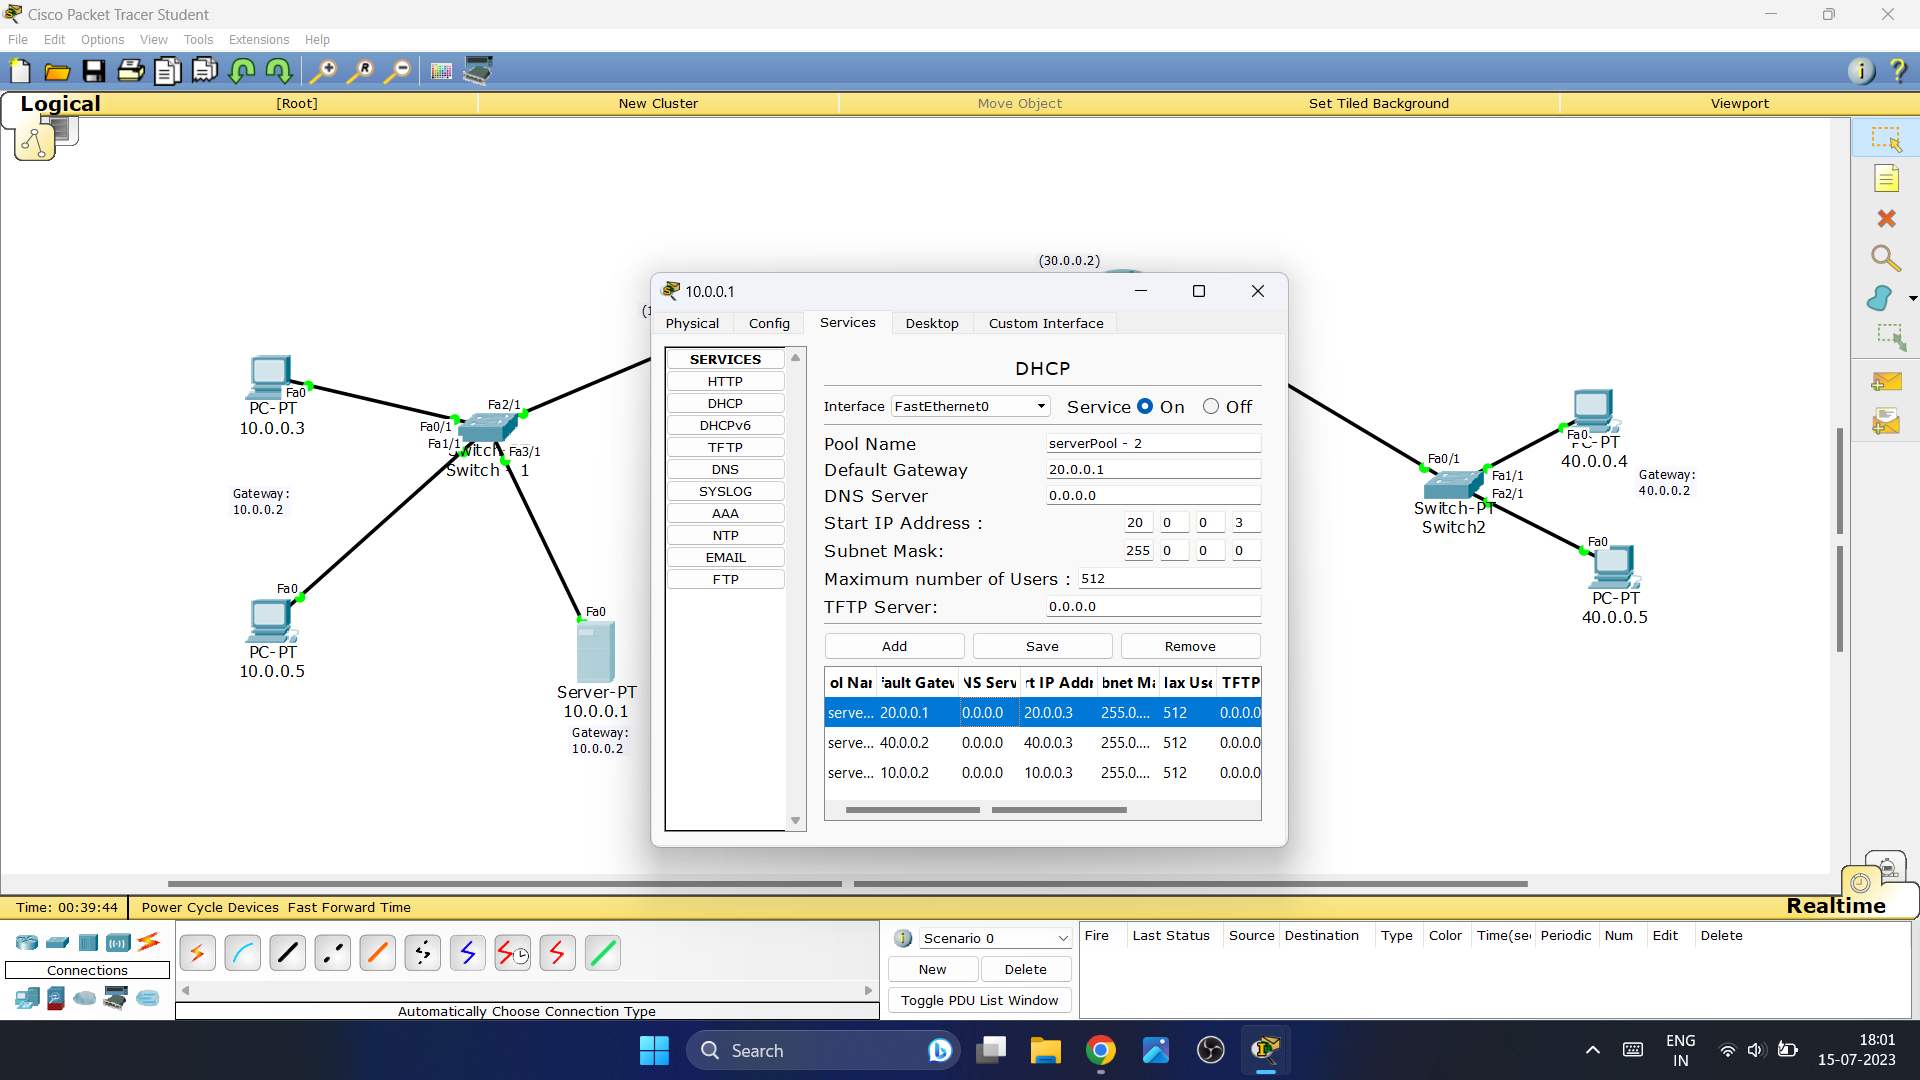 Cisco Packet Tracer Student
File Edit Options View Tools Extensions Help
Logical [Root] New Cluster Move Object Set Tiled Background Viewport
(30.0.0.2)
10.0.0.1
Physical Config Services Desktop Custom Interface
SERVICES
HTTP
DHCP
DHCPv6
TFTP
DNS
SYSLOG
AAA
NTP
EMAIL
FTP
DHCP
Interface FastEthernet0 Service On Off
Pool Name serverPool - 2
Default Gateway 20.0.0.1
DNS Server 0.0.0.0
Start IP Address : 20 0 0 3
Subnet Mask: 255 0 0 0
Maximum number of Users : 512
TFTP Server: 0.0.0.0
Add Save Remove
ol Nar fault Gatew NS Serv rt IP Addr bnet Ma Max Use TFTP
serve... 20.0.0.1 0.0.0.0 20.0.0.3 255.0.... 512 0.0.0.0
serve... 40.0.0.2 0.0.0.0 40.0.0.3 255.0.... 512 0.0.0.0
serve... 10.0.0.2 0.0.0.0 10.0.0.3 255.0.... 512 0.0.0.0
Fa0
PC-PT
10.0.0.3
Fa2/1
Fa0/1
Fa1/1
Fa3/1
Switch
Switch - 1
Gateway:
10.0.0.2
Fa0
PC-PT
10.0.0.5
Fa0
Server-PT
10.0.0.1
Gateway:
10.0.0.2
Fa0/1
Fa1/1
Fa2/1
Switch-PT
Switch2
Fa0
PC-PT
40.0.0.4
Gateway:
40.0.0.2
Fa0
PC-PT
40.0.0.5
Time: 00:39:44 Power Cycle Devices Fast Forward Time Realtime
Connections
Automatically Choose Connection Type
Scenario 0
New Delete
Toggle PDU List Window
Fire Last Status Source Destination Type Color Time(sec Periodic Num Edit Delete
Search
ENG
IN
18:01
15-07-2023